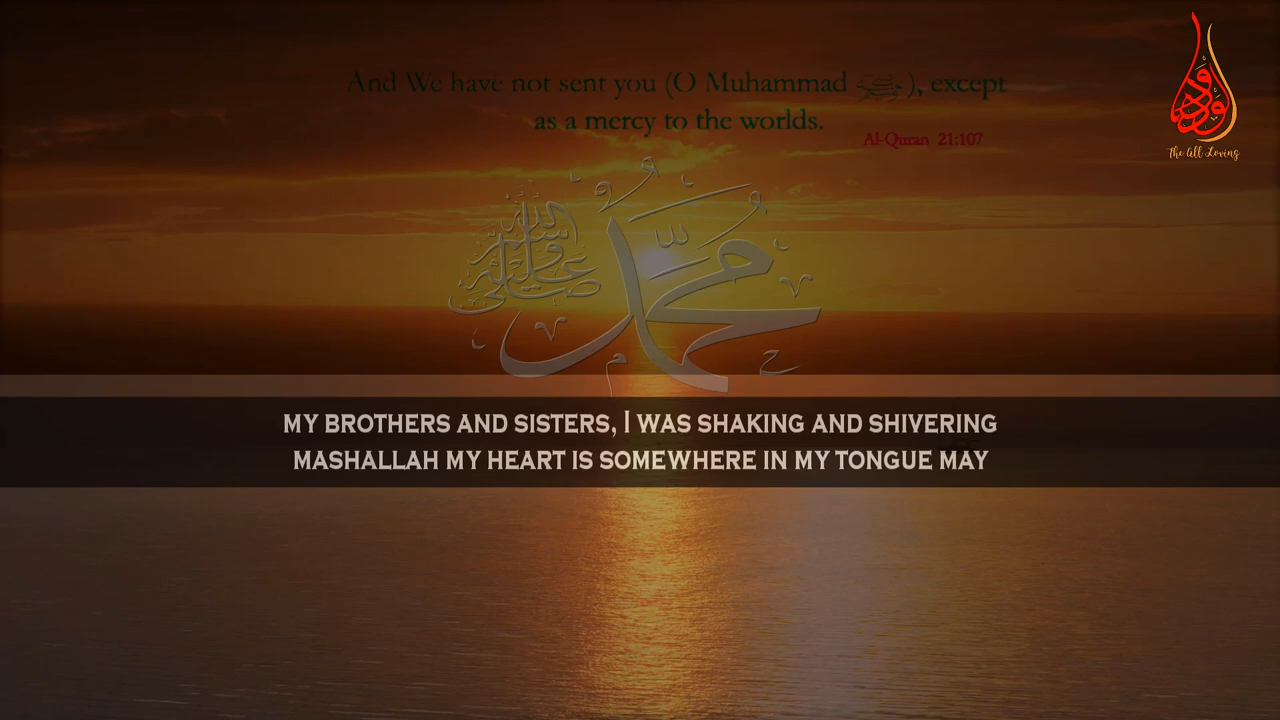 And We have not sent you (O Muhammad ﷺ), except
as a mercy to the worlds.
Al-Quran 21:107
الودود
The All Loving
محمد
صلى الله عليه وآله وسلم
MY BROTHERS AND SISTERS, I WAS SHAKING AND SHIVERING
MASHALLAH MY HEART IS SOMEWHERE IN MY TONGUE MAY